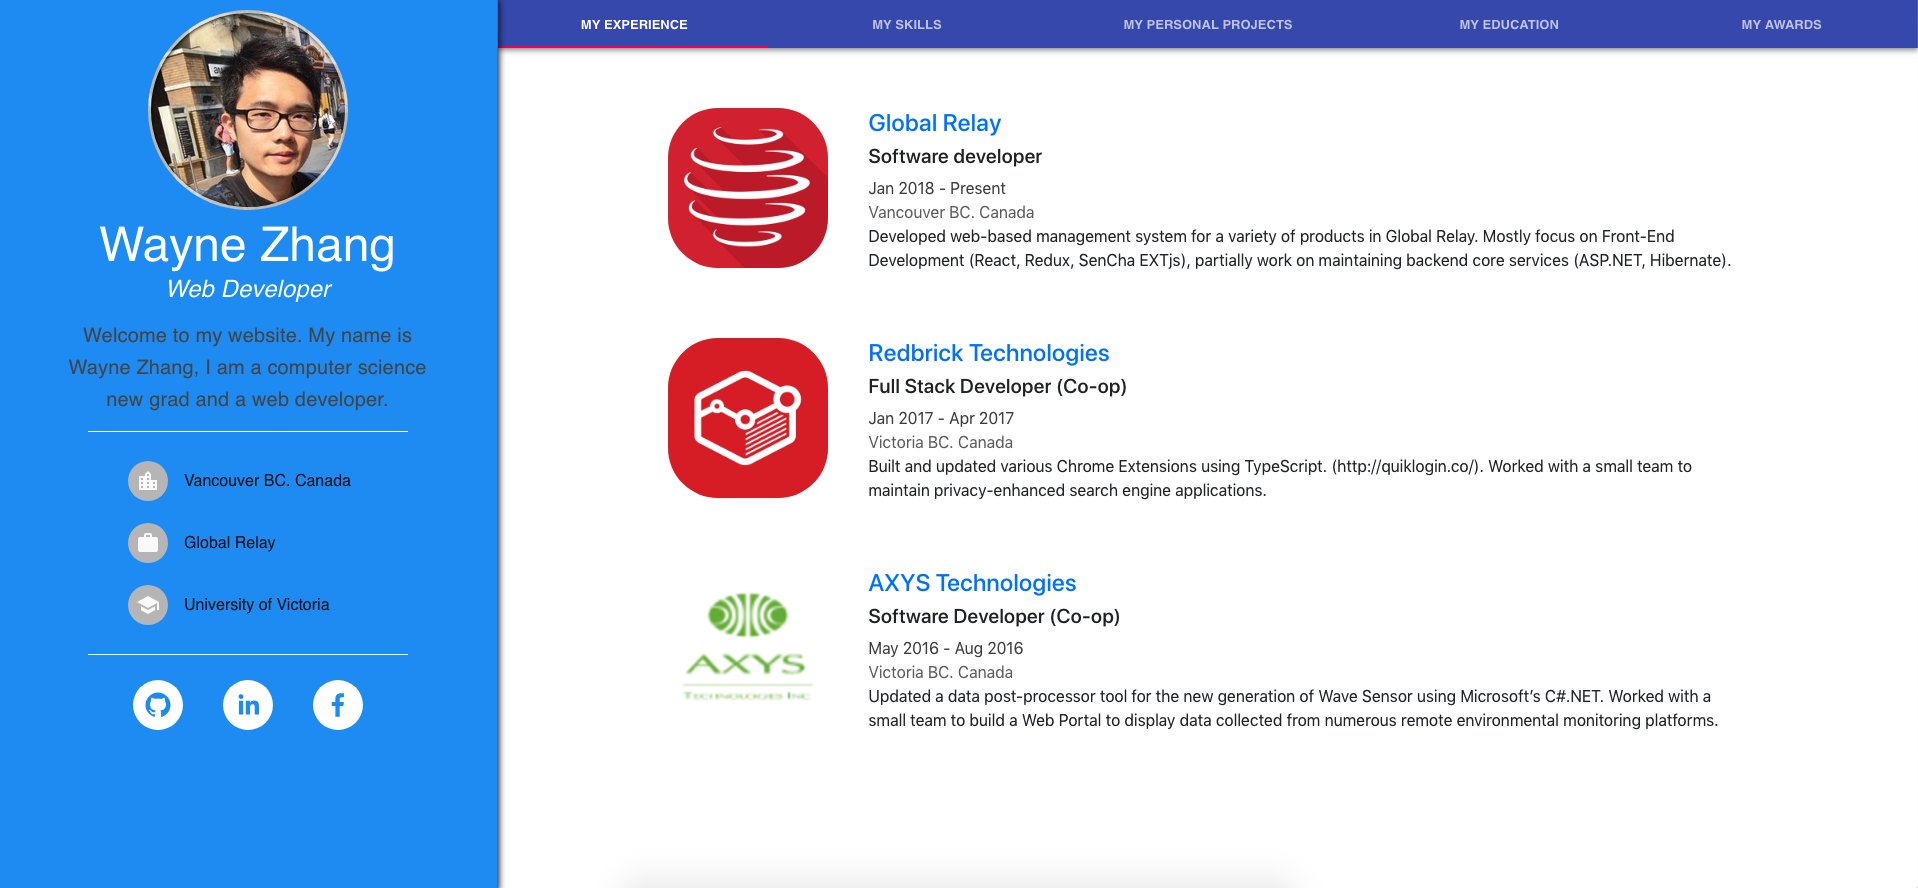 MY EXPERIENCE
MY SKILLS
MY PERSONAL PROJECTS
MY EDUCATION
MY AWARDS
Wayne Zhang
Web Developer
Welcome to my website. My name is
Wayne Zhang, I am a computer science
new grad and a web developer.
Vancouver BC. Canada
Global Relay
University of Victoria
in
f
Global Relay
Software developer
Jan 2018 - Present
Vancouver BC. Canada
Developed web-based management system for a variety of products in Global Relay. Mostly focus on Front-End
Development (React, Redux, SenCha EXTjs), partially work on maintaining backend core services (ASP.NET, Hibernate).
Redbrick Technologies
Full Stack Developer (Co-op)
Jan 2017 - Apr 2017
Victoria BC. Canada
Built and updated various Chrome Extensions using TypeScript. (http://quiklogin.co/). Worked with a small team to
maintain privacy-enhanced search engine applications.
AXYS
TECHNOLOGIES INC
AXYS Technologies
Software Developer (Co-op)
May 2016 - Aug 2016
Victoria BC. Canada
Updated a data post-processor tool for the new generation of Wave Sensor using Microsoft’s C#.NET. Worked with a
small team to build a Web Portal to display data collected from numerous remote environmental monitoring platforms.